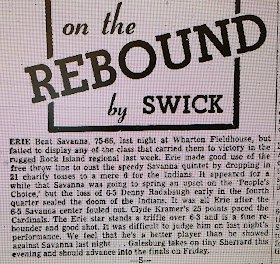 on the
REBOUND
by SWICK
ERIE Beat Savanna, 75-65, last night at Wharton Fieldhouse, but
failed to display any of the class that carried them to victory in the
rugged Rock Island regional last week. Erie made good use of the
free throw line to oust the speedy Savanna quintet by dropping in
21 charity tosses to a mere 6 for the Indians. It appeared for a
while that Savanna was going to spring an upset on the "People's
Choice," but the loss of 6-5 Jenny Radabaugh early in the fourth
quarter sealed the doom of the Indians. It was all Erie after the
6-5 Savanna center fouled out. Clyde Kramer's 25 points paced the
Cardinals. The Erie star stands a triffle over 6-3 and is a fine re-
bounder and good shot. It was difficult to judge him on last night's
performance. We feel that he's a better player than he showed
against Savanna last night . . . Galesburg takes on tiny Sherrard this
evening and should advance into the finals on Friday.
—S—